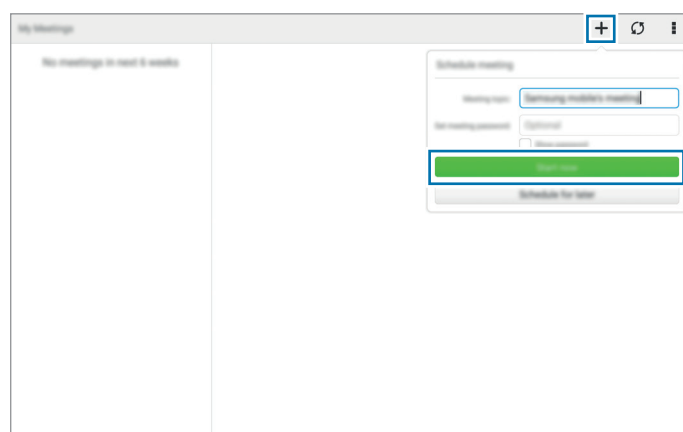 My Meetings
No meetings in next 6 weeks
Schedule meeting
Meeting topic Samsung mobile's meeting
Set meeting password Optional
Show password
Start now
Schedule for later